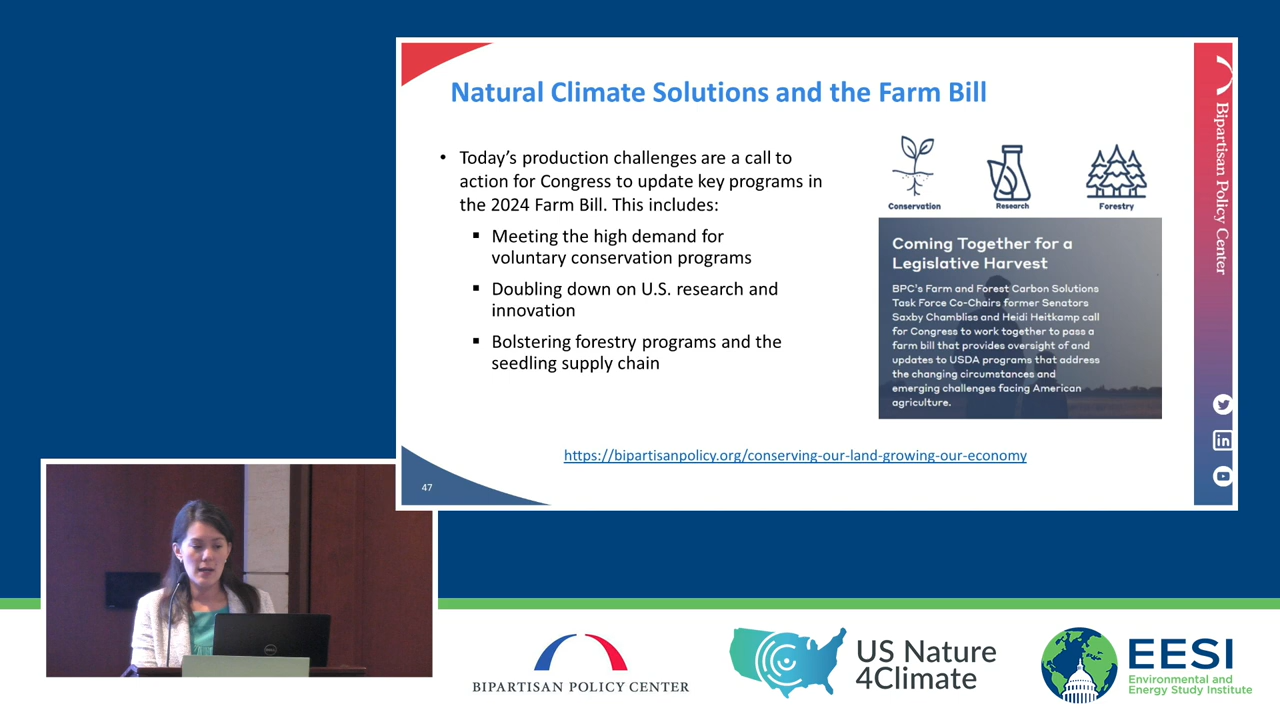 Natural Climate Solutions and the Farm Bill
• Today’s production challenges are a call to
action for Congress to update key programs in
the 2024 Farm Bill. This includes:
▪ Meeting the high demand for
voluntary conservation programs
▪ Doubling down on U.S. research and
innovation
▪ Bolstering forestry programs and the
seedling supply chain
Conservation
Research
Forestry
Coming Together for a
Legislative Harvest
BPC’s Farm and Forest Carbon Solutions
Task Force Co-Chairs former Senators
Saxby Chambliss and Heidi Heitkamp call
for Congress to work together to pass a
farm bill that provides oversight of and
updates to USDA programs that address
the changing circumstances and
emerging challenges facing American
agriculture.
https://bipartisanpolicy.org/conserving-our-land-growing-our-economy
47
Bipartisan Policy Center
in
DELL
BIPARTISAN POLICY CENTER
US Nature
4Climate
EESI
Environmental and
Energy Study Institute